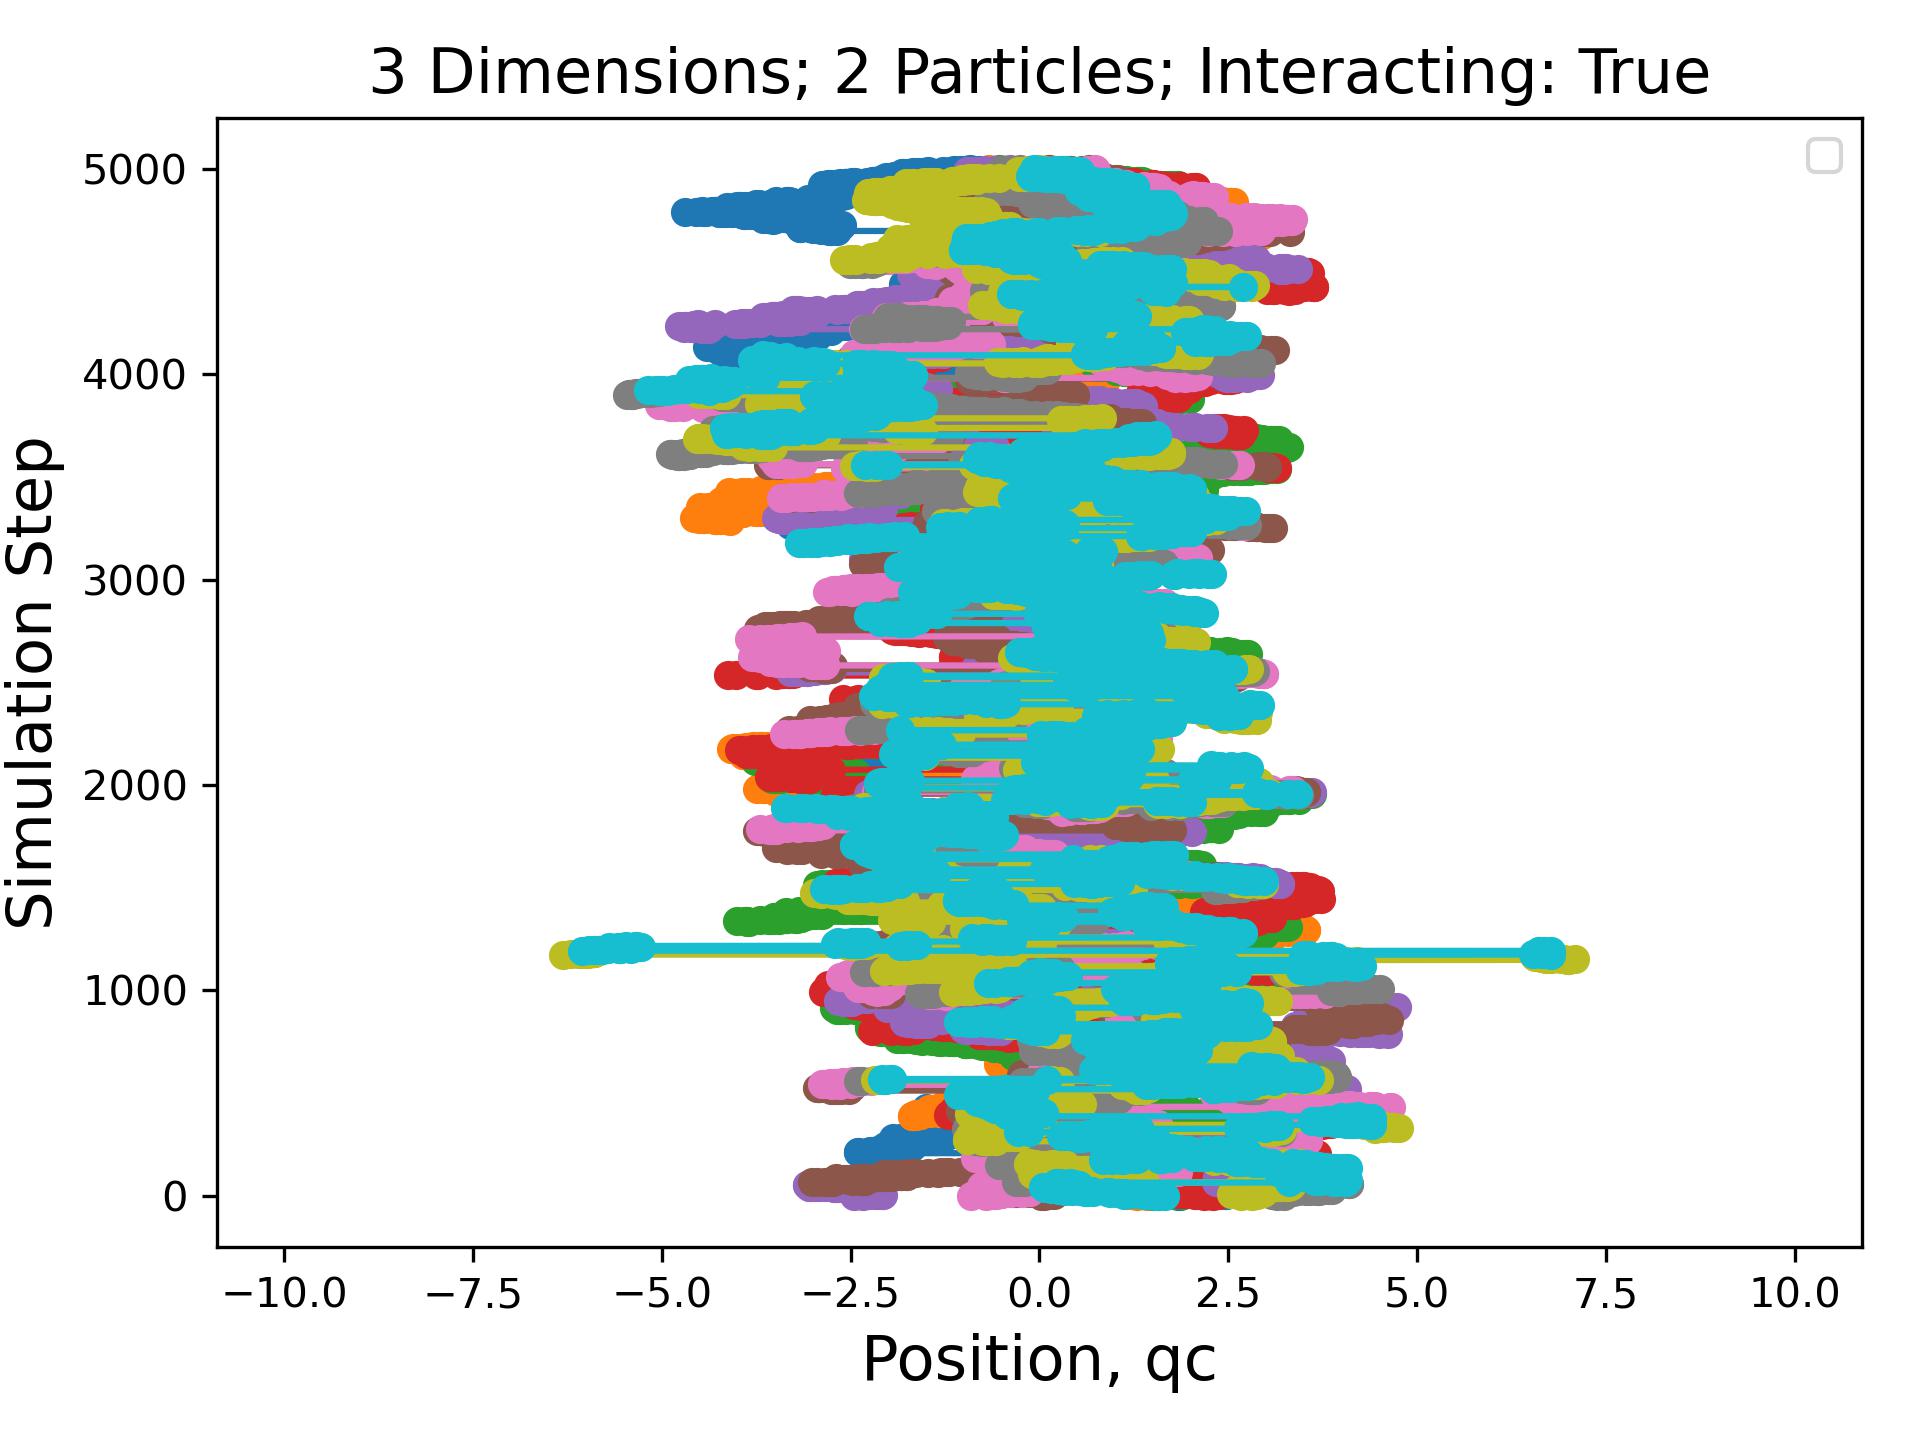 3 Dimensions; 2 Particles; Interacting: True
Simulation Step
5000
4000
3000
2000
1000
0
−10.0 −7.5 −5.0 −2.5 0.0 2.5 5.0 7.5 10.0
Position, qc